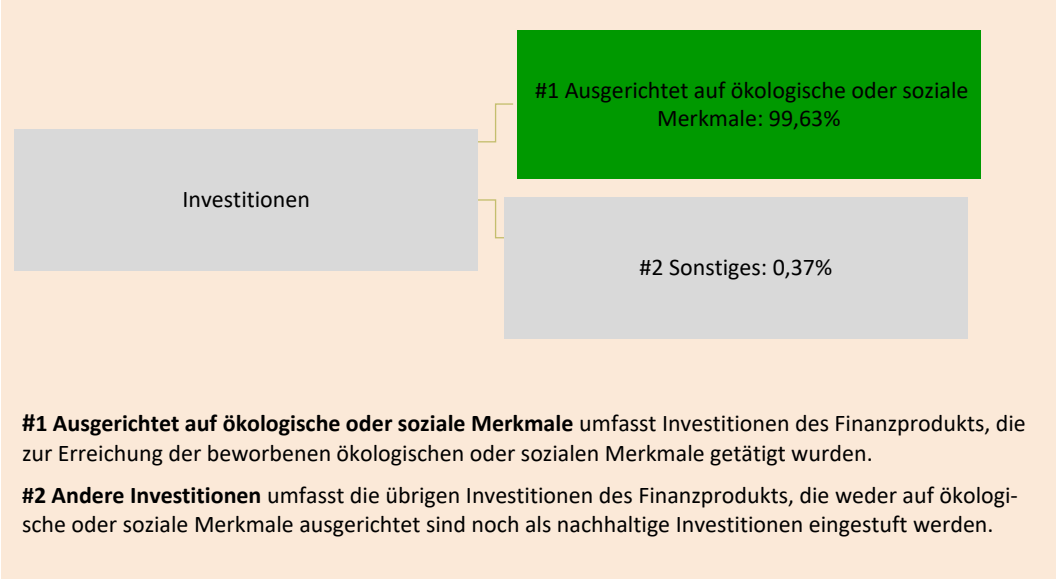 #1 Ausgerichtet auf ökologische oder soziale
Merkmale: 99,63%
Investitionen
#2 Sonstiges: 0,37%
#1 Ausgerichtet auf ökologische oder soziale Merkmale umfasst Investitionen des Finanzprodukts, die
zur Erreichung der beworbenen ökologischen oder sozialen Merkmale getätigt wurden.
#2 Andere Investitionen umfasst die übrigen Investitionen des Finanzprodukts, die weder auf ökologi-
sche oder soziale Merkmale ausgerichtet sind noch als nachhaltige Investitionen eingestuft werden.